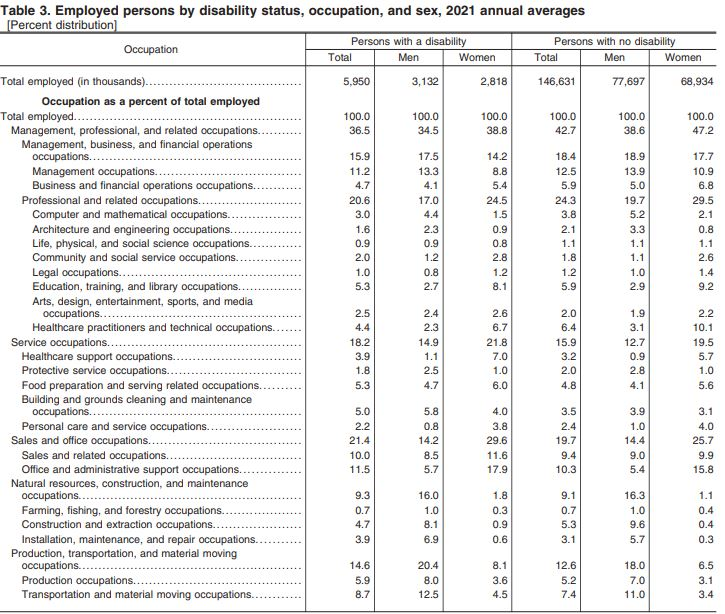 Table 3. Employed persons by disability status, occupation, and sex, 2021 annual averages
[Percent distribution]
Occupation Persons with a disability Persons with no disability
Total Men Women Total Men Women
Total employed (in thousands) 5,950 3,132 2,818 146,631 77,697 68,934
Occupation as a percent of total employed
Total employed 100.0 100.0 100.0 100.0 100.0 100.0
Management, professional, and related occupations 36.5 34.5 38.8 42.7 38.6 47.2
Management, business, and financial operations
occupations 15.9 17.5 14.2 18.4 18.9 17.7
Management occupations 11.2 13.3 8.8 12.5 13.9 10.9
Business and financial operations occupations 4.7 4.1 5.4 5.9 5.0 6.8
Professional and related occupations 20.6 17.0 24.5 24.3 19.7 29.5
Computer and mathematical occupations 3.0 4.4 1.5 3.8 5.2 2.1
Architecture and engineering occupations 1.6 2.3 0.9 2.1 3.3 0.8
Life, physical, and social science occupations 0.9 0.9 0.8 1.1 1.1 1.1
Community and social service occupations 2.0 1.2 2.8 1.8 1.1 2.6
Legal occupations 1.0 0.8 1.2 1.2 1.0 1.4
Education, training, and library occupations 5.3 2.7 8.1 5.9 2.9 9.2
Arts, design, entertainment, sports, and media
occupations 2.5 2.4 2.6 2.0 1.9 2.2
Healthcare practitioners and technical occupations 4.4 2.3 6.7 6.4 3.1 10.1
Service occupations 18.2 14.9 21.8 15.9 12.7 19.5
Healthcare support occupations 3.9 1.1 7.0 3.2 0.9 5.7
Protective service occupations 1.8 2.5 1.0 2.0 2.8 1.0
Food preparation and serving related occupations 5.3 4.7 6.0 4.8 4.1 5.6
Building and grounds cleaning and maintenance
occupations 5.0 5.8 4.0 3.5 3.9 3.1
Personal care and service occupations 2.2 0.8 3.8 2.4 1.0 4.0
Sales and office occupations 21.4 14.2 29.6 19.7 14.4 25.7
Sales and related occupations 10.0 8.5 11.6 9.4 9.0 9.9
Office and administrative support occupations 11.5 5.7 17.9 10.3 5.4 15.8
Natural resources, construction, and maintenance
occupations 9.3 16.0 1.8 9.1 16.3 1.1
Farming, fishing, and forestry occupations 0.7 1.0 0.3 0.7 1.0 0.4
Construction and extraction occupations 4.7 8.1 0.9 5.3 9.6 0.4
Installation, maintenance, and repair occupations 3.9 6.9 0.6 3.1 5.7 0.3
Production, transportation, and material moving
occupations 14.6 20.4 8.1 12.6 18.0 6.5
Production occupations 5.9 8.0 3.6 5.2 7.0 3.1
Transportation and material moving occupations 8.7 12.5 4.5 7.4 11.0 3.4